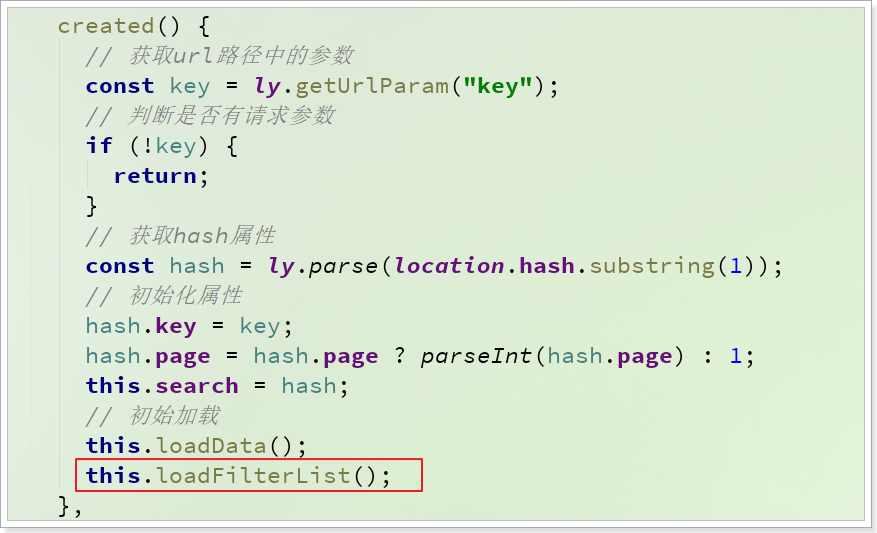 created() {
// 获取url路径中的参数
const key = ly.getUrlParam("key");
// 判断是否有请求参数
if (!key) {
return;
}
// 获取hash属性
const hash = ly.parse(location.hash.substring(1));
// 初始化属性
hash.key = key;
hash.page = hash.page ? parseInt(hash.page) : 1;
this.search = hash;
// 初始加载
this.loadData();
this.loadFilterList();
},